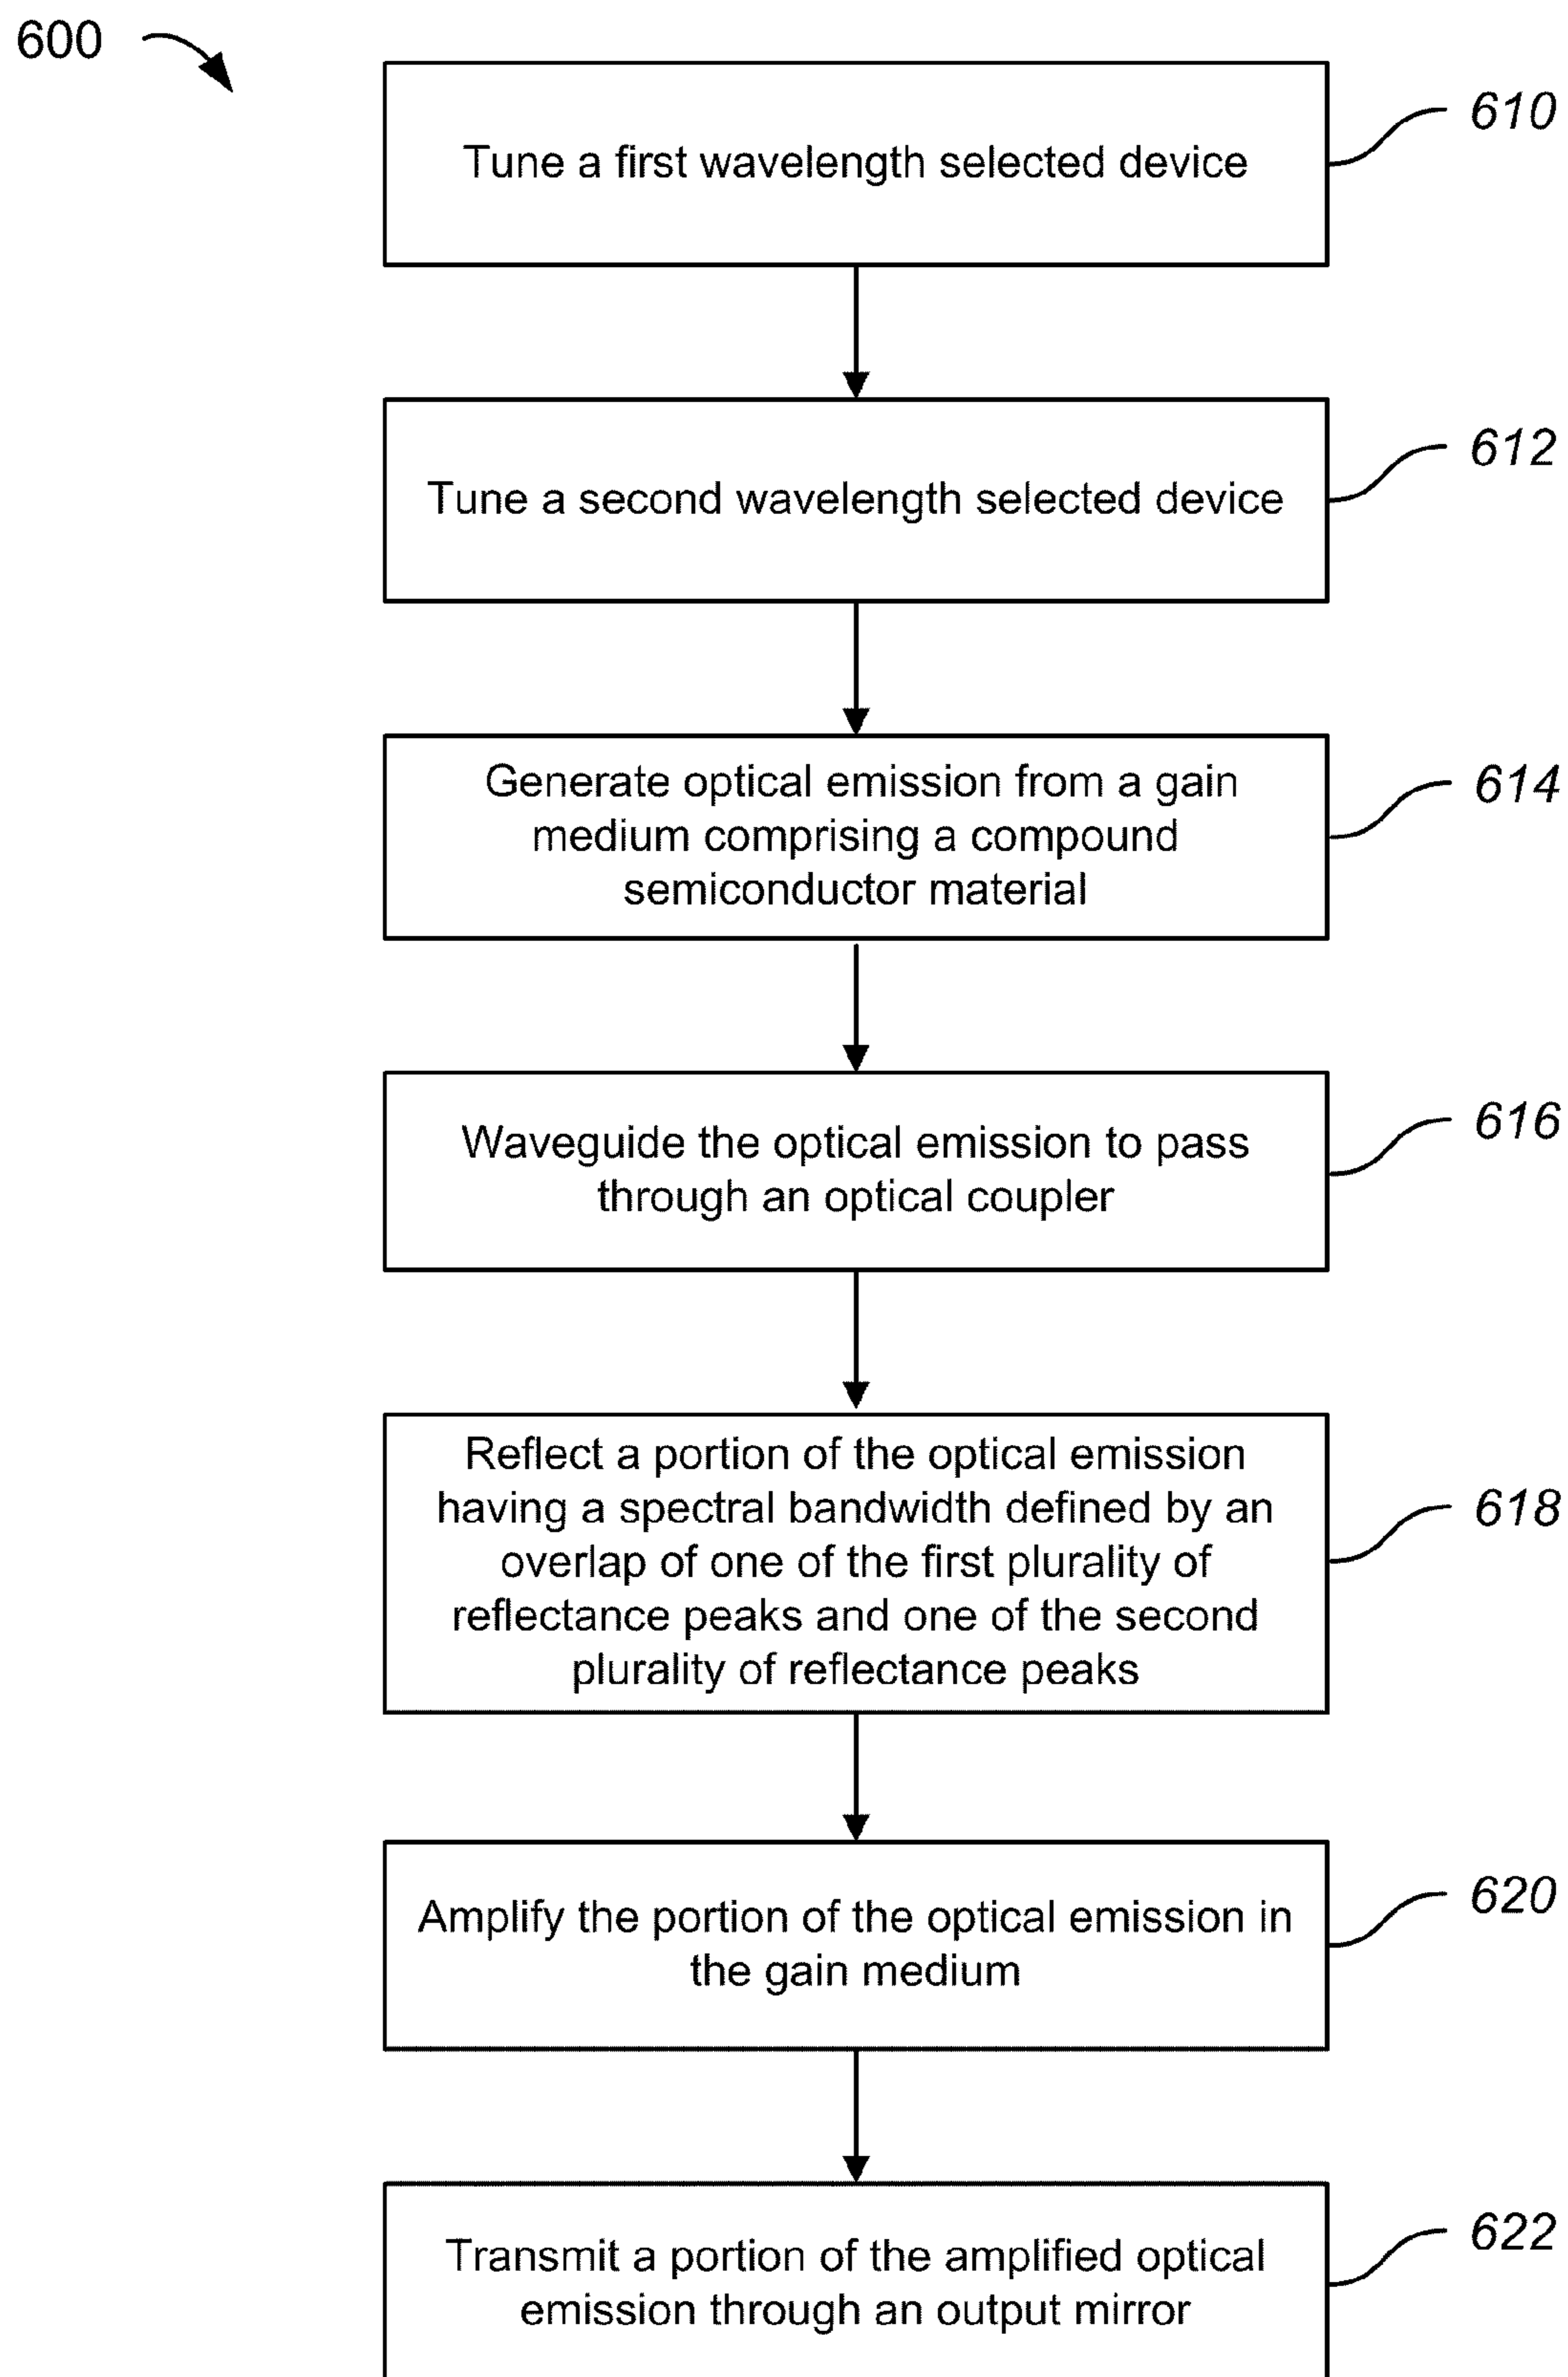 600
Tune a first wavelength selected device
610
Tune a second wavelength selected device
612
Generate optical emission from a gain
medium comprising a compound
semiconductor material
614
Waveguide the optical emission to pass
through an optical coupler
616
Reflect a portion of the optical emission
having a spectral bandwidth defined by an
overlap of one of the first plurality of
reflectance peaks and one of the second
plurality of reflectance peaks
618
Amplify the portion of the optical emission in
the gain medium
620
Transmit a portion of the amplified optical
emission through an output mirror
622